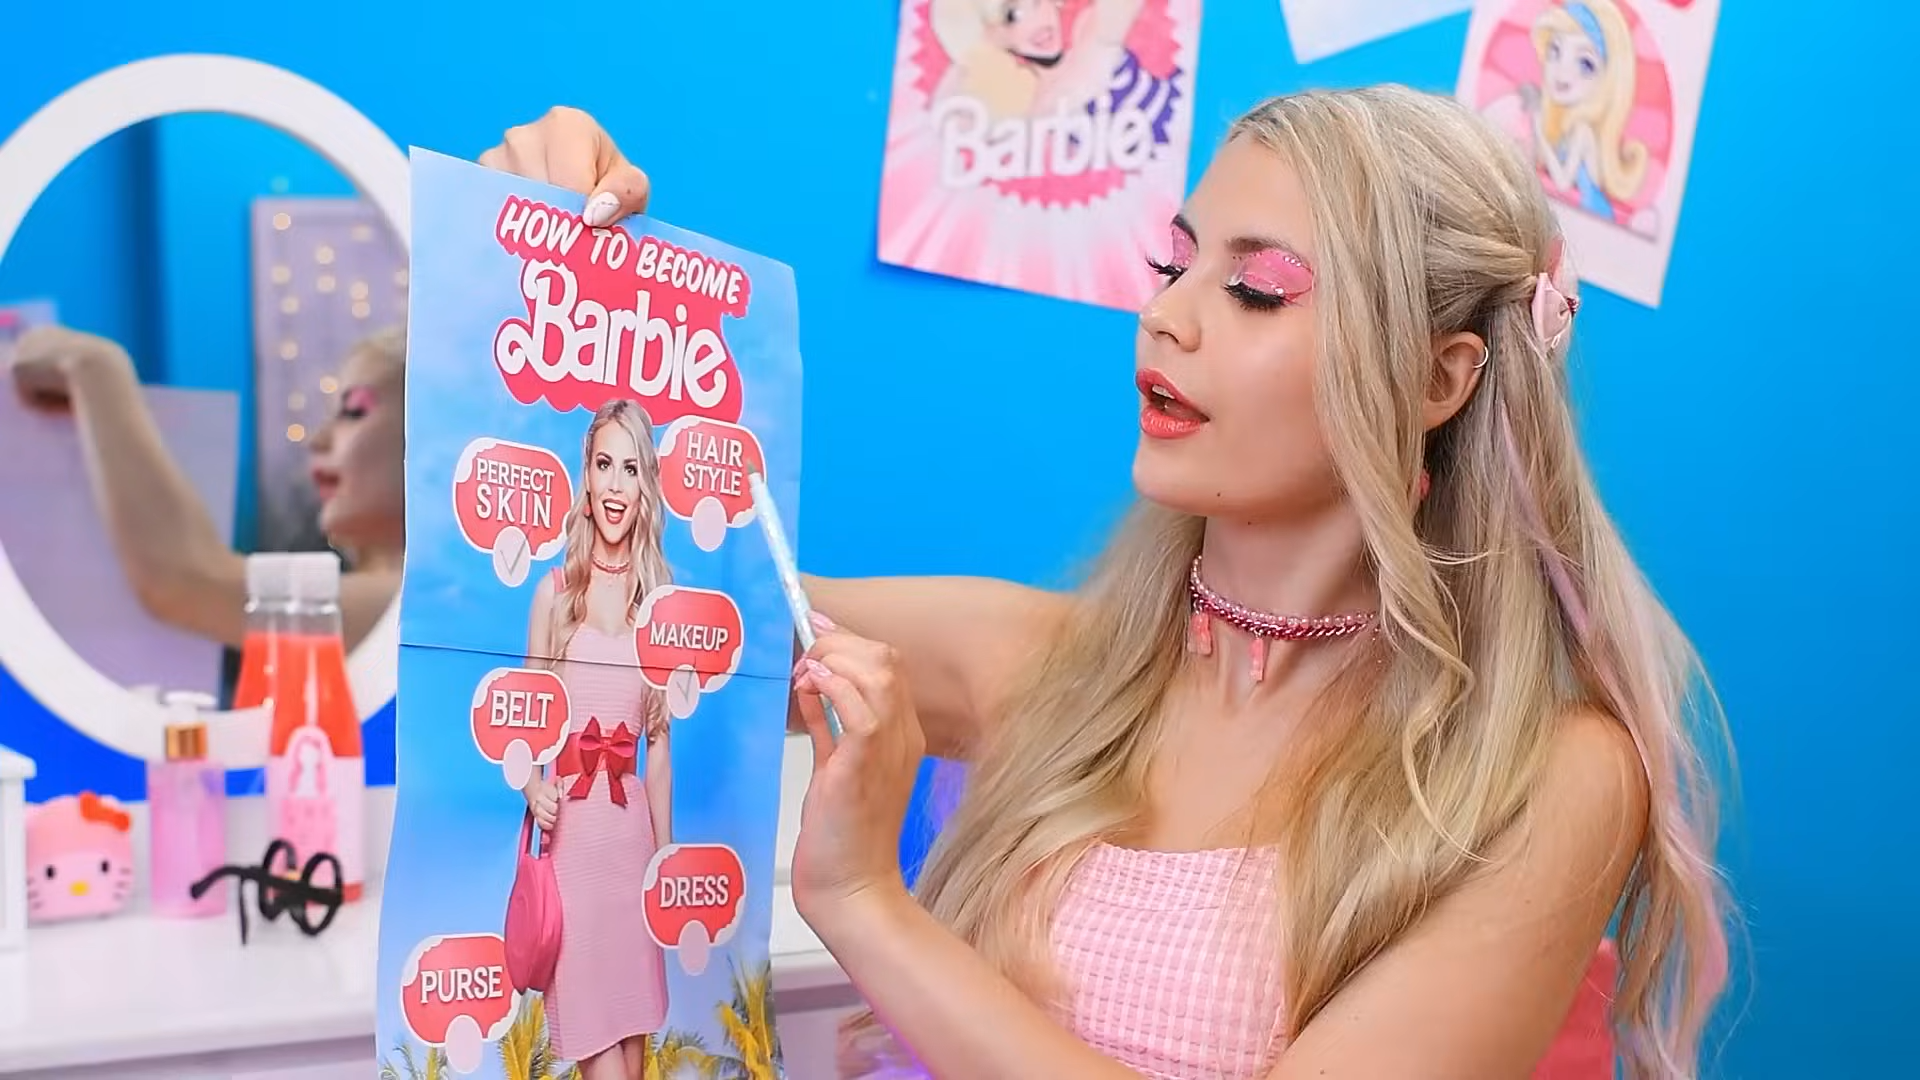 HOW TO BECOME
Barbie
PERFECT
SKIN
HAIR
STYLE
MAKEUP
BELT
DRESS
PURSE
Barbie